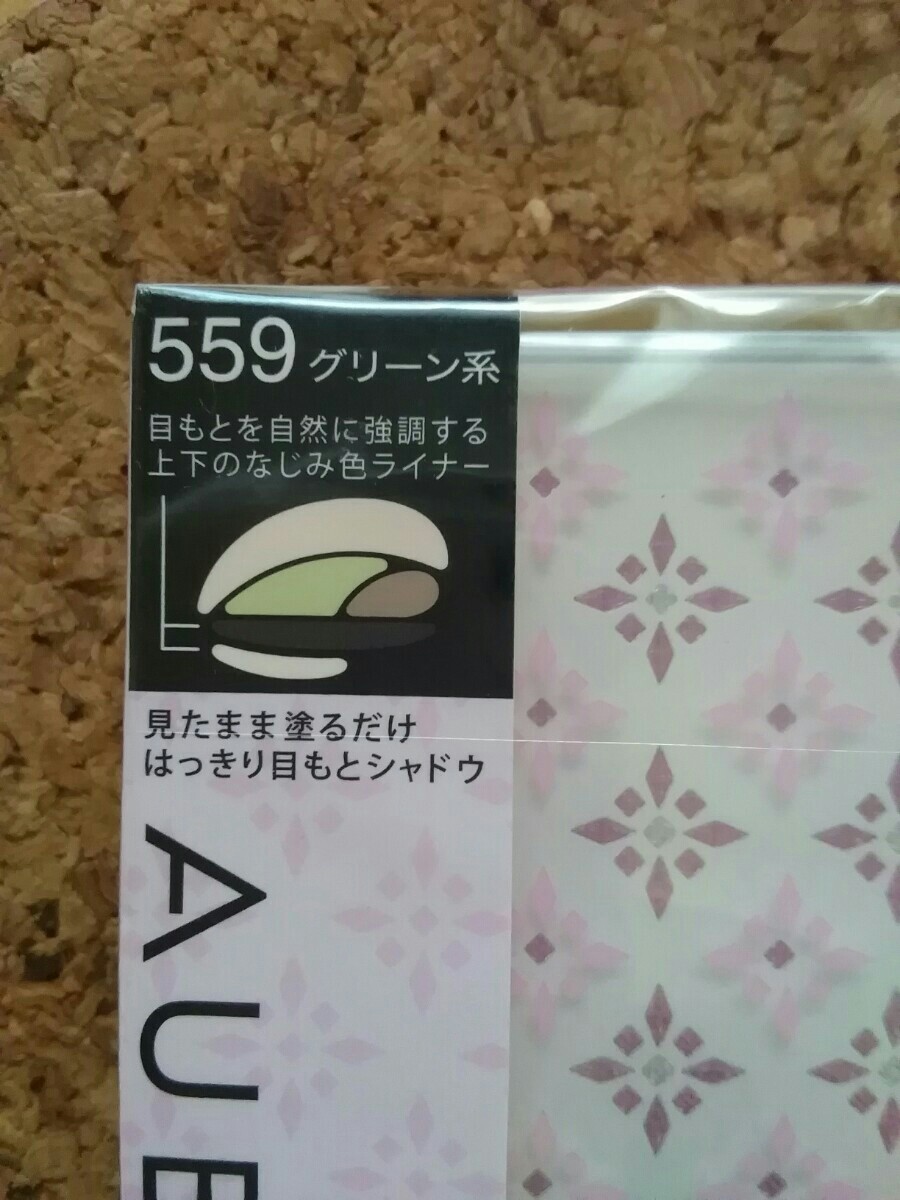 559 グリーン系
目もとを自然に強調する
上下のなじみ色ライナー
見たまま塗るだけ
はっきり目もとシャドウ
AUB